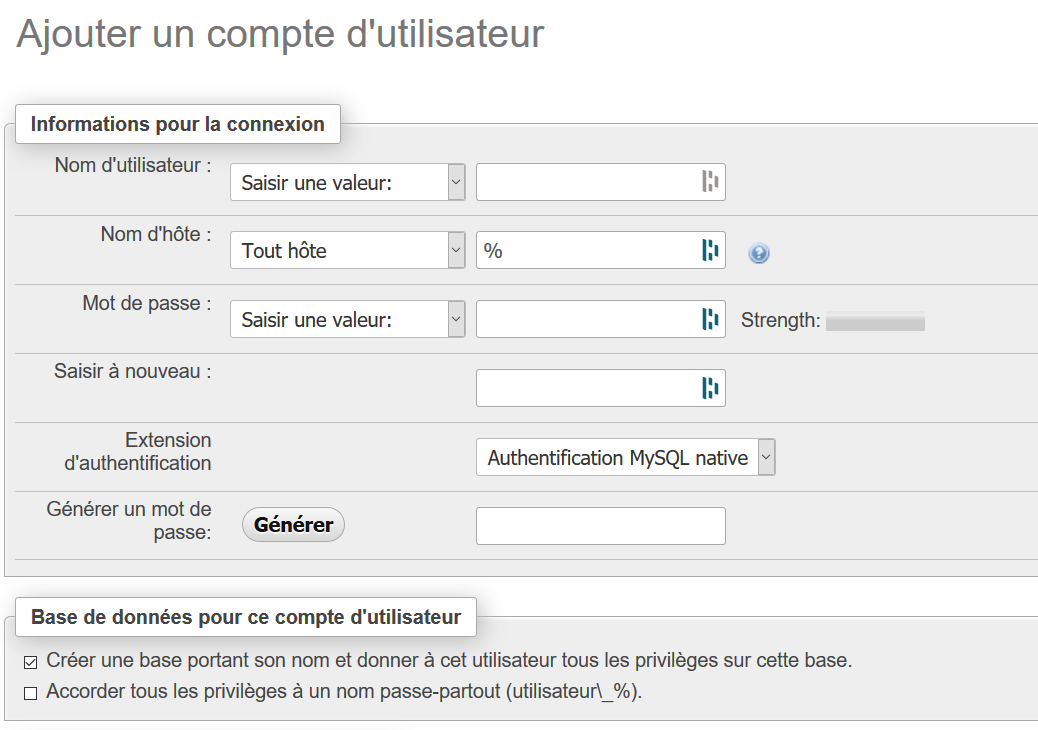 Ajouter un compte d'utilisateur
Informations pour la connexion
Nom d'utilisateur :
Saisir une valeur:
Nom d'hôte :
Tout hôte
%
Mot de passe :
Saisir une valeur:
Strength:
Saisir à nouveau :
Extension
d'authentification
Authentification MySQL native
Générer un mot de
passe:
Générer
Base de données pour ce compte d'utilisateur
Créer une base portant son nom et donner à cet utilisateur tous les privilèges sur cette base.
Accorder tous les privilèges à un nom passe-partout (utilisateur\_%).